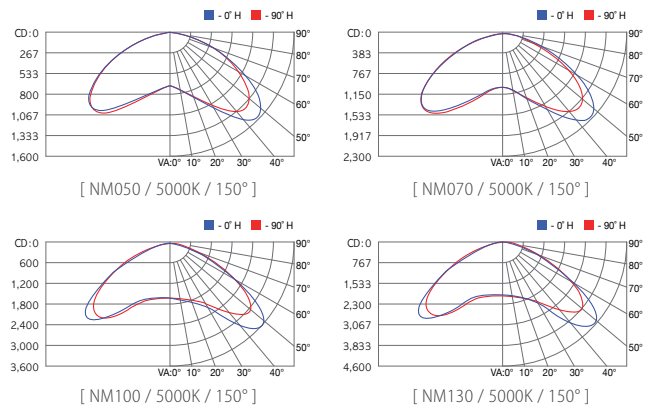 - 0˚ H - 90˚ H
CD: 0
267
533
800
1,067
1,333
1,600
90°
80°
70°
60°
50°
VA:0° 10° 20° 30° 40°
[ NM050 / 5000K / 150° ]
- 0˚ H - 90˚ H
CD: 0
383
767
1,150
1,533
1,917
2,300
90°
80°
70°
60°
50°
VA:0° 10° 20° 30° 40°
[ NM070 / 5000K / 150° ]
- 0˚ H - 90˚ H
CD: 0
600
1,200
1,800
2,400
3,000
3,600
90°
80°
70°
60°
50°
VA:0° 10° 20° 30° 40°
[ NM100 / 5000K / 150° ]
- 0˚ H - 90˚ H
CD: 0
767
1,533
2,300
3,067
3,833
4,600
90°
80°
70°
60°
50°
VA:0° 10° 20° 30° 40°
[ NM130 / 5000K / 150° ]